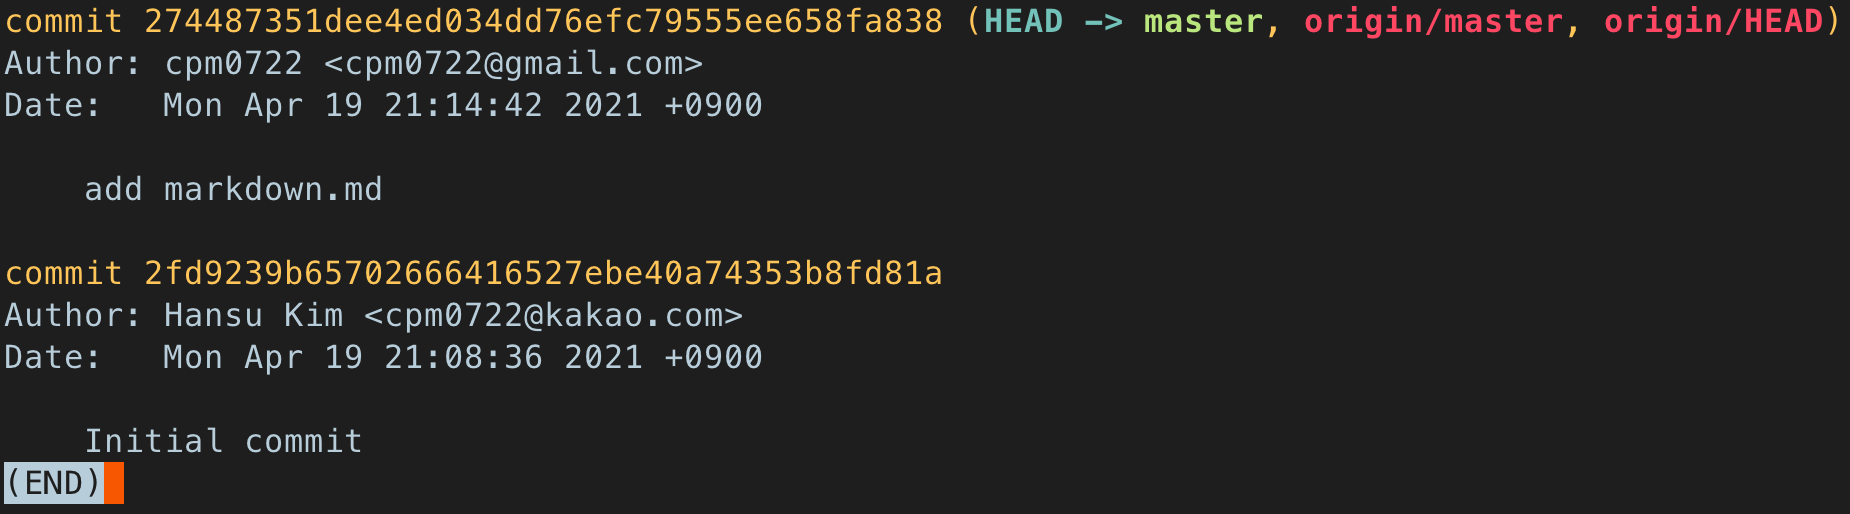 commit 274487351dee4ed034dd76efc79555ee658fa838 (HEAD -> master, origin/master, origin/HEAD)
Author: cpm0722 <cpm0722@gmail.com>
Date:   Mon Apr 19 21:14:42 2021 +0900
    add markdown.md
commit 2fd9239b65702666416527ebe40a74353b8fd81a
Author: Hansu Kim <cpm0722@kakao.com>
Date:   Mon Apr 19 21:08:36 2021 +0900
    Initial commit
(END)